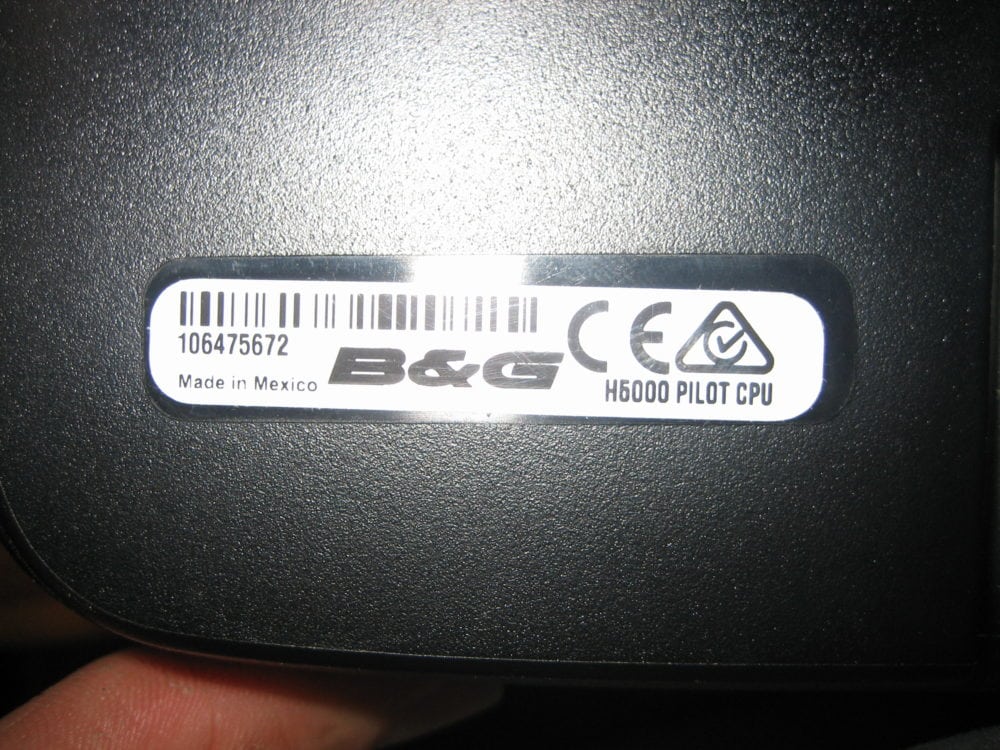 106475672
Made in Mexico
B&G
CE
H5000 PILOT CPU